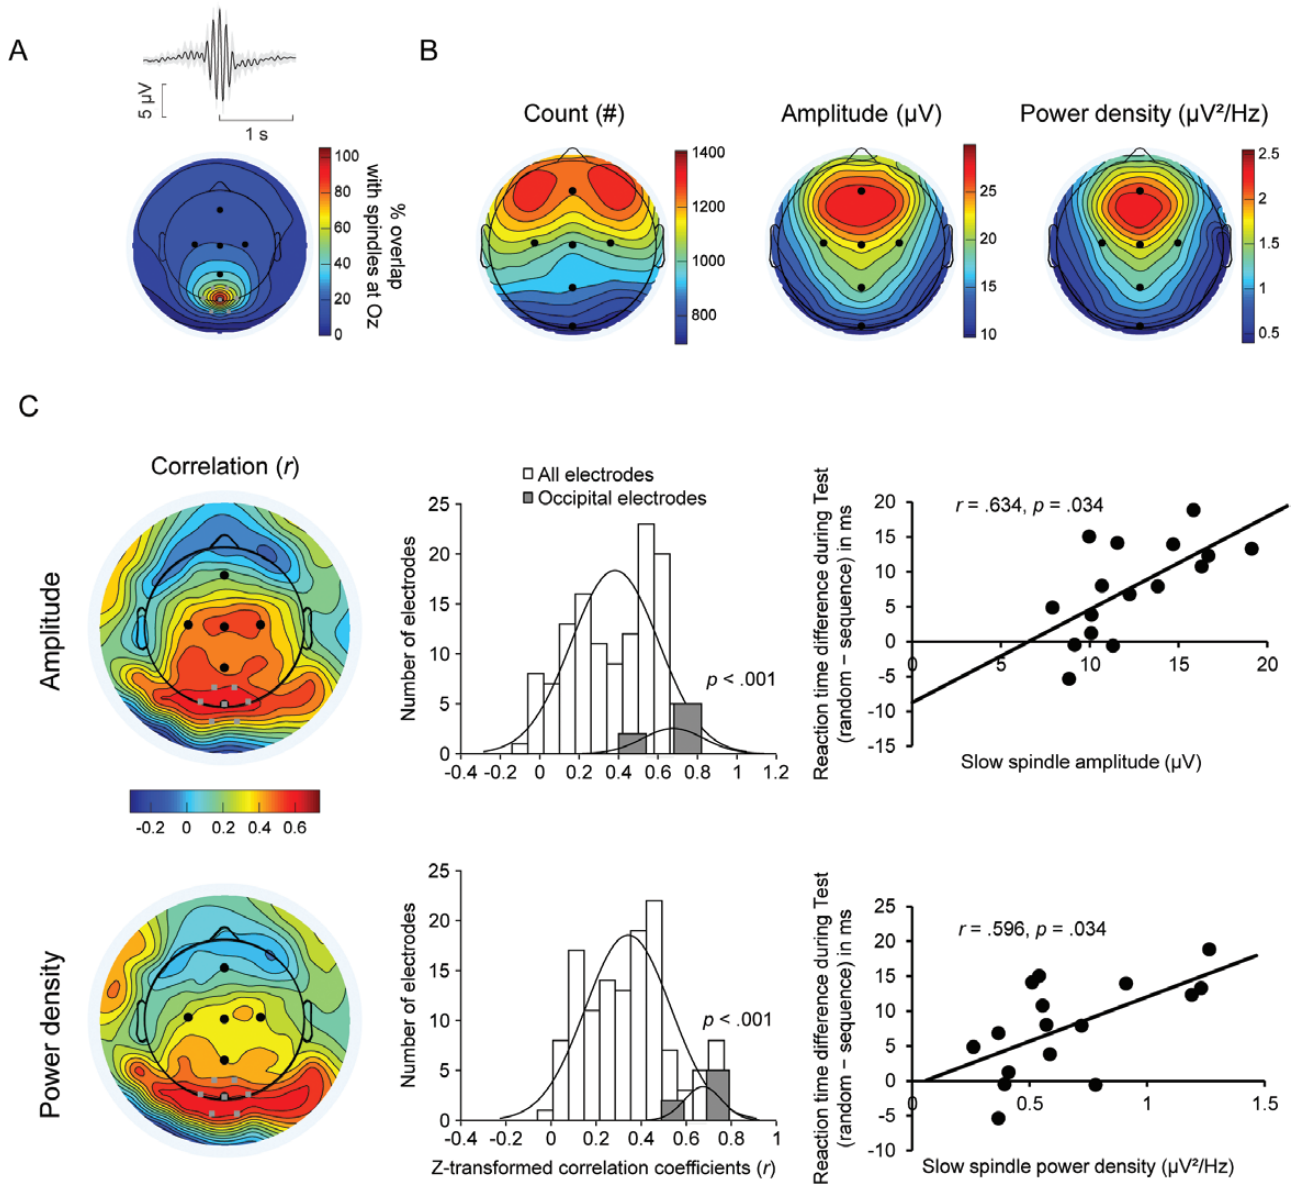 A
5 µV
1 s
100
80
60
40
20
0
% overlap
with spindles at Oz
B
Count (#)
1400
1200
1000
800
Amplitude (µV)
25
20
15
10
Power density (µV²/Hz)
2.5
2
1.5
1
0.5
C
Correlation (r)
Amplitude
-0.2 0 0.2 0.4 0.6
All electrodes
Occipital electrodes
Number of electrodes
25
20
15
10
5
0
p < .001
-0.4 -0.2 0 0.2 0.4 0.6 0.8 1 1.2
Reaction time difference during Test
(random – sequence) in ms
20
15
10
5
0
-5
-10
-15
r = .634, p = .034
0 5 10 15 20
Slow spindle amplitude (µV)
Power density
Number of electrodes
25
20
15
10
5
0
p < .001
-0.4 -0.2 0 0.2 0.4 0.6 0.8 1
Z-transformed correlation coefficients (r)
Reaction time difference during Test
(random – sequence) in ms
25
20
15
10
5
0
-5
-10
r = .596, p = .034
0 0.5 1 1.5
Slow spindle power density (µV²/Hz)